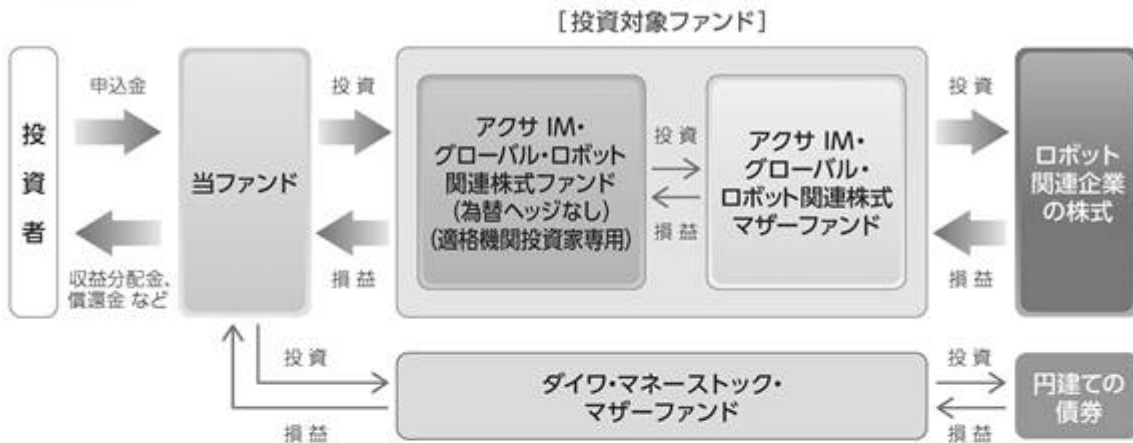 [投資対象ファンド]
投資者
申込金
収益分配金、
償還金 など
当ファンド
投資
損益
アクサ IM・
グローバル・ロボット
関連株式ファンド
(為替ヘッジなし)
(適格機関投資家専用)
投資
損益
アクサ IM・
グローバル・
ロボット関連株式
マザーファンド
投資
損益
ロボット
関連企業
の株式
投資
損益
ダイワ・マネーストック・
マザーファンド
投資
損益
円建ての
債券